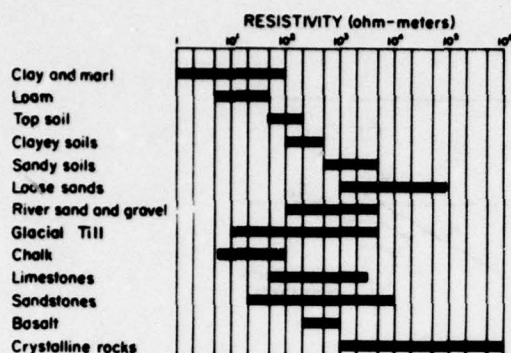 RESISTIVITY (ohm-meters)
1 10¹ 10² 10³ 10⁴ 10⁵ 10⁶
Clay and marl
Loam
Top soil
Clayey soils
Sandy soils
Loose sands
River sand and gravel
Glacial Till
Chalk
Limestones
Sandstones
Basalt
Crystalline rocks